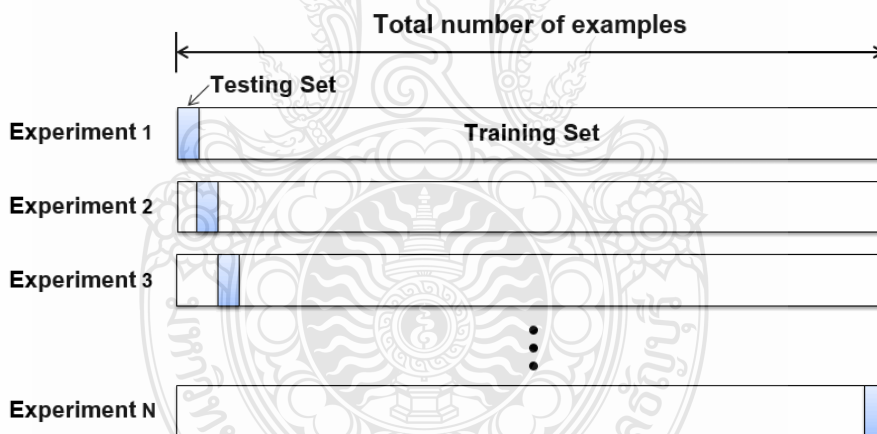 Total number of examples
Testing Set
Experiment 1
Training Set
Experiment 2
Experiment 3
Experiment N